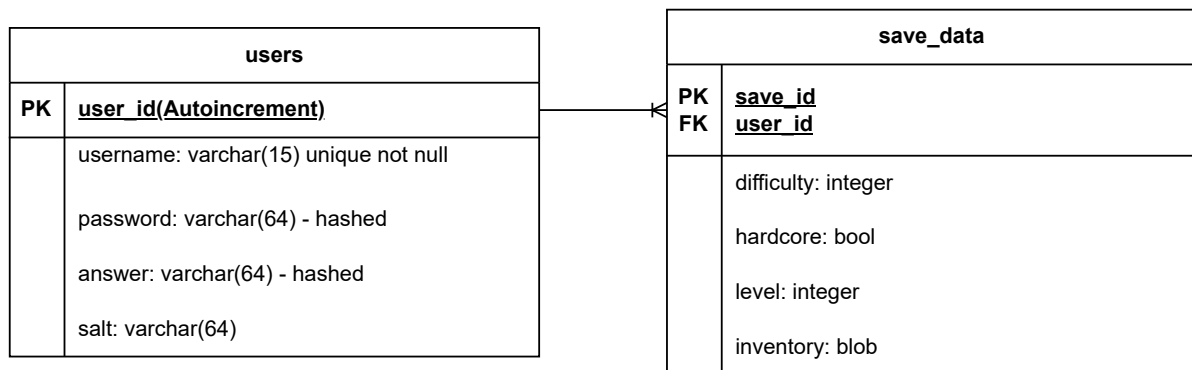 users
PK user_id(Autoincrement)
username: varchar(15) unique not null
password: varchar(64) - hashed
answer: varchar(64) - hashed
salt: varchar(64)
save_data
PK save_id
FK user_id
difficulty: integer
hardcore: bool
level: integer
inventory: blob